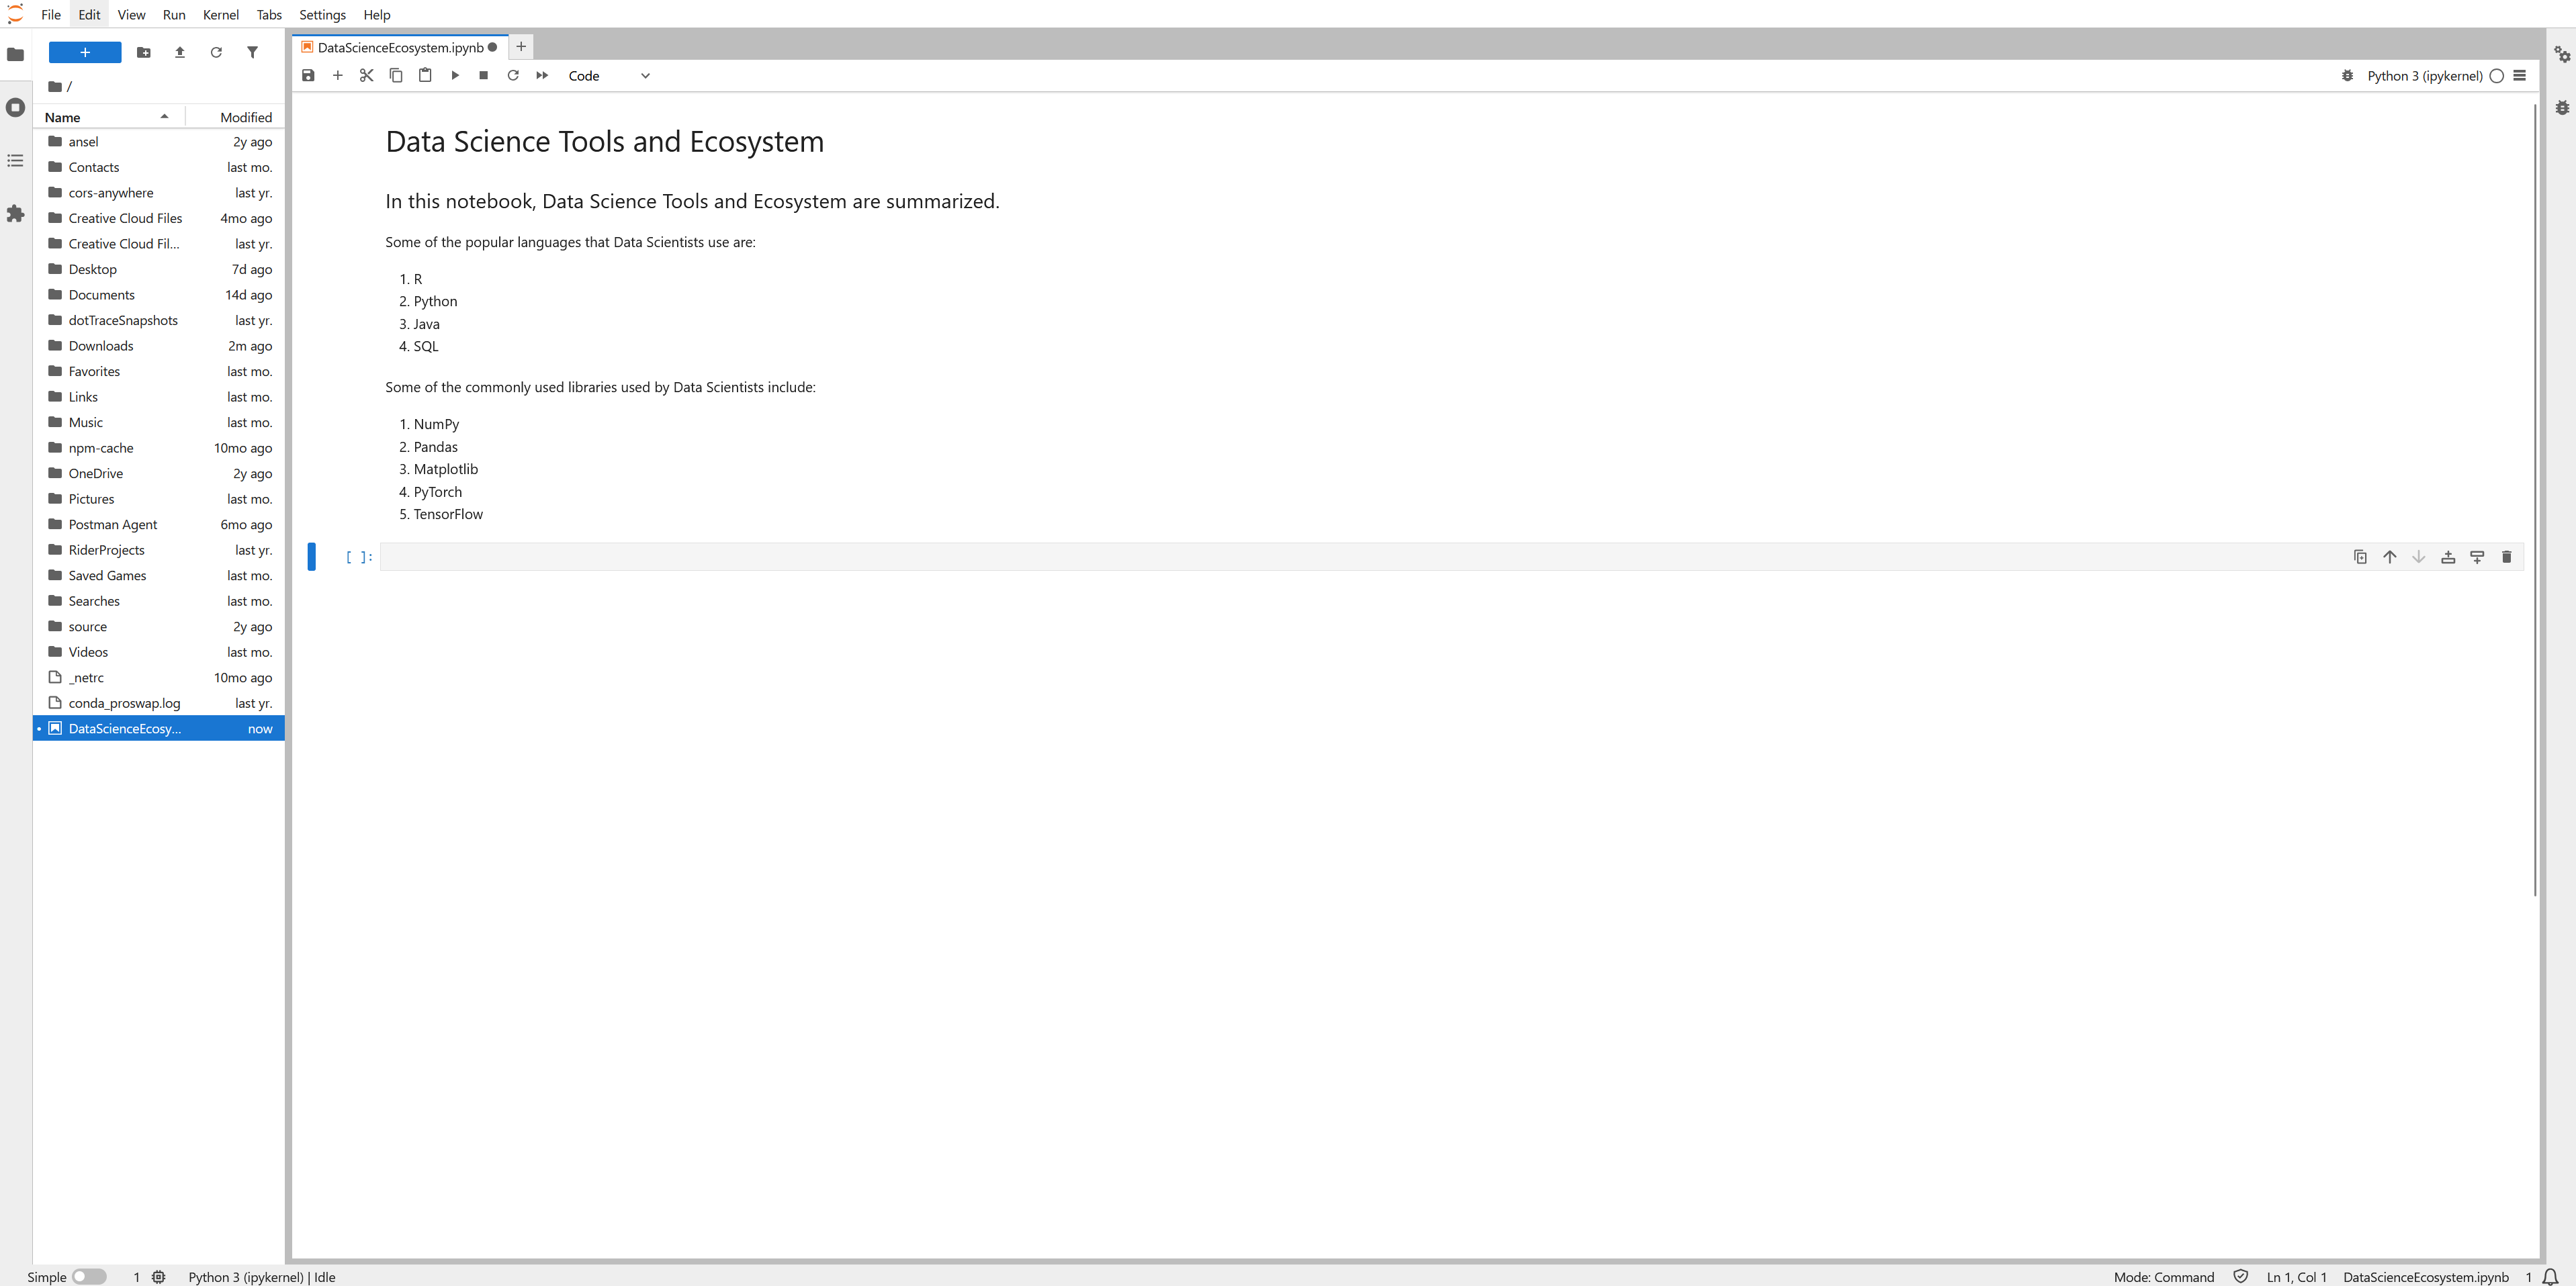 File Edit View Run Kernel Tabs Settings Help
DataScienceEcosystem.ipynb
Code
Python 3 (ipykernel)
/
Name Modified
ansel 2y ago
Contacts last mo.
cors-anywhere last yr.
Creative Cloud Files 4mo ago
Creative Cloud Fil... last yr.
Desktop 7d ago
Documents 14d ago
dotTraceSnapshots last yr.
Downloads 2m ago
Favorites last mo.
Links last mo.
Music last mo.
npm-cache 10mo ago
OneDrive 2y ago
Pictures last mo.
Postman Agent 6mo ago
RiderProjects last yr.
Saved Games last mo.
Searches last mo.
source 2y ago
Videos last mo.
_netrc 10mo ago
conda_proswap.log last yr.
DataScienceEcosy... now
Data Science Tools and Ecosystem
In this notebook, Data Science Tools and Ecosystem are summarized.
Some of the popular languages that Data Scientists use are:
1. R
2. Python
3. Java
4. SQL
Some of the commonly used libraries used by Data Scientists include:
1. NumPy
2. Pandas
3. Matplotlib
4. PyTorch
5. TensorFlow
[ ]:
Simple 1 Python 3 (ipykernel) | Idle Mode: Command Ln 1, Col 1 DataScienceEcosystem.ipynb 1